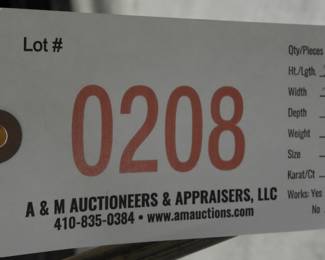 Lot #
0208
A & M AUCTIONEERS & APPRAISERS, LLC
410-835-0384 • www.amauctions.com
Qty/Pieces
Ht./Lgth.
Width
Depth
Weight
Size
Karat/Ct
Works: Yes
No